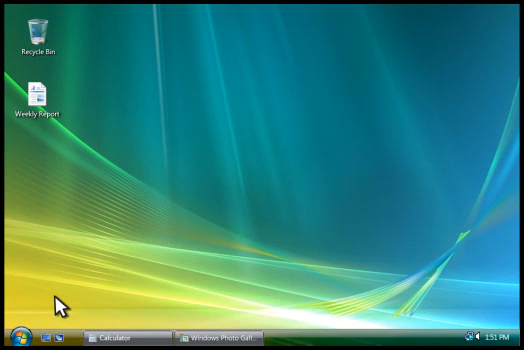 Recycle Bin
Weekly Report
Calculator
Windows Photo Gall...
1:51 PM